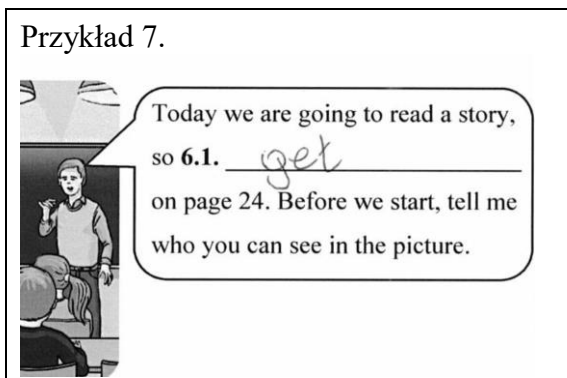 Przykład 7.
Today we are going to read a story,
so 6.1. get
on page 24. Before we start, tell me
who you can see in the picture.